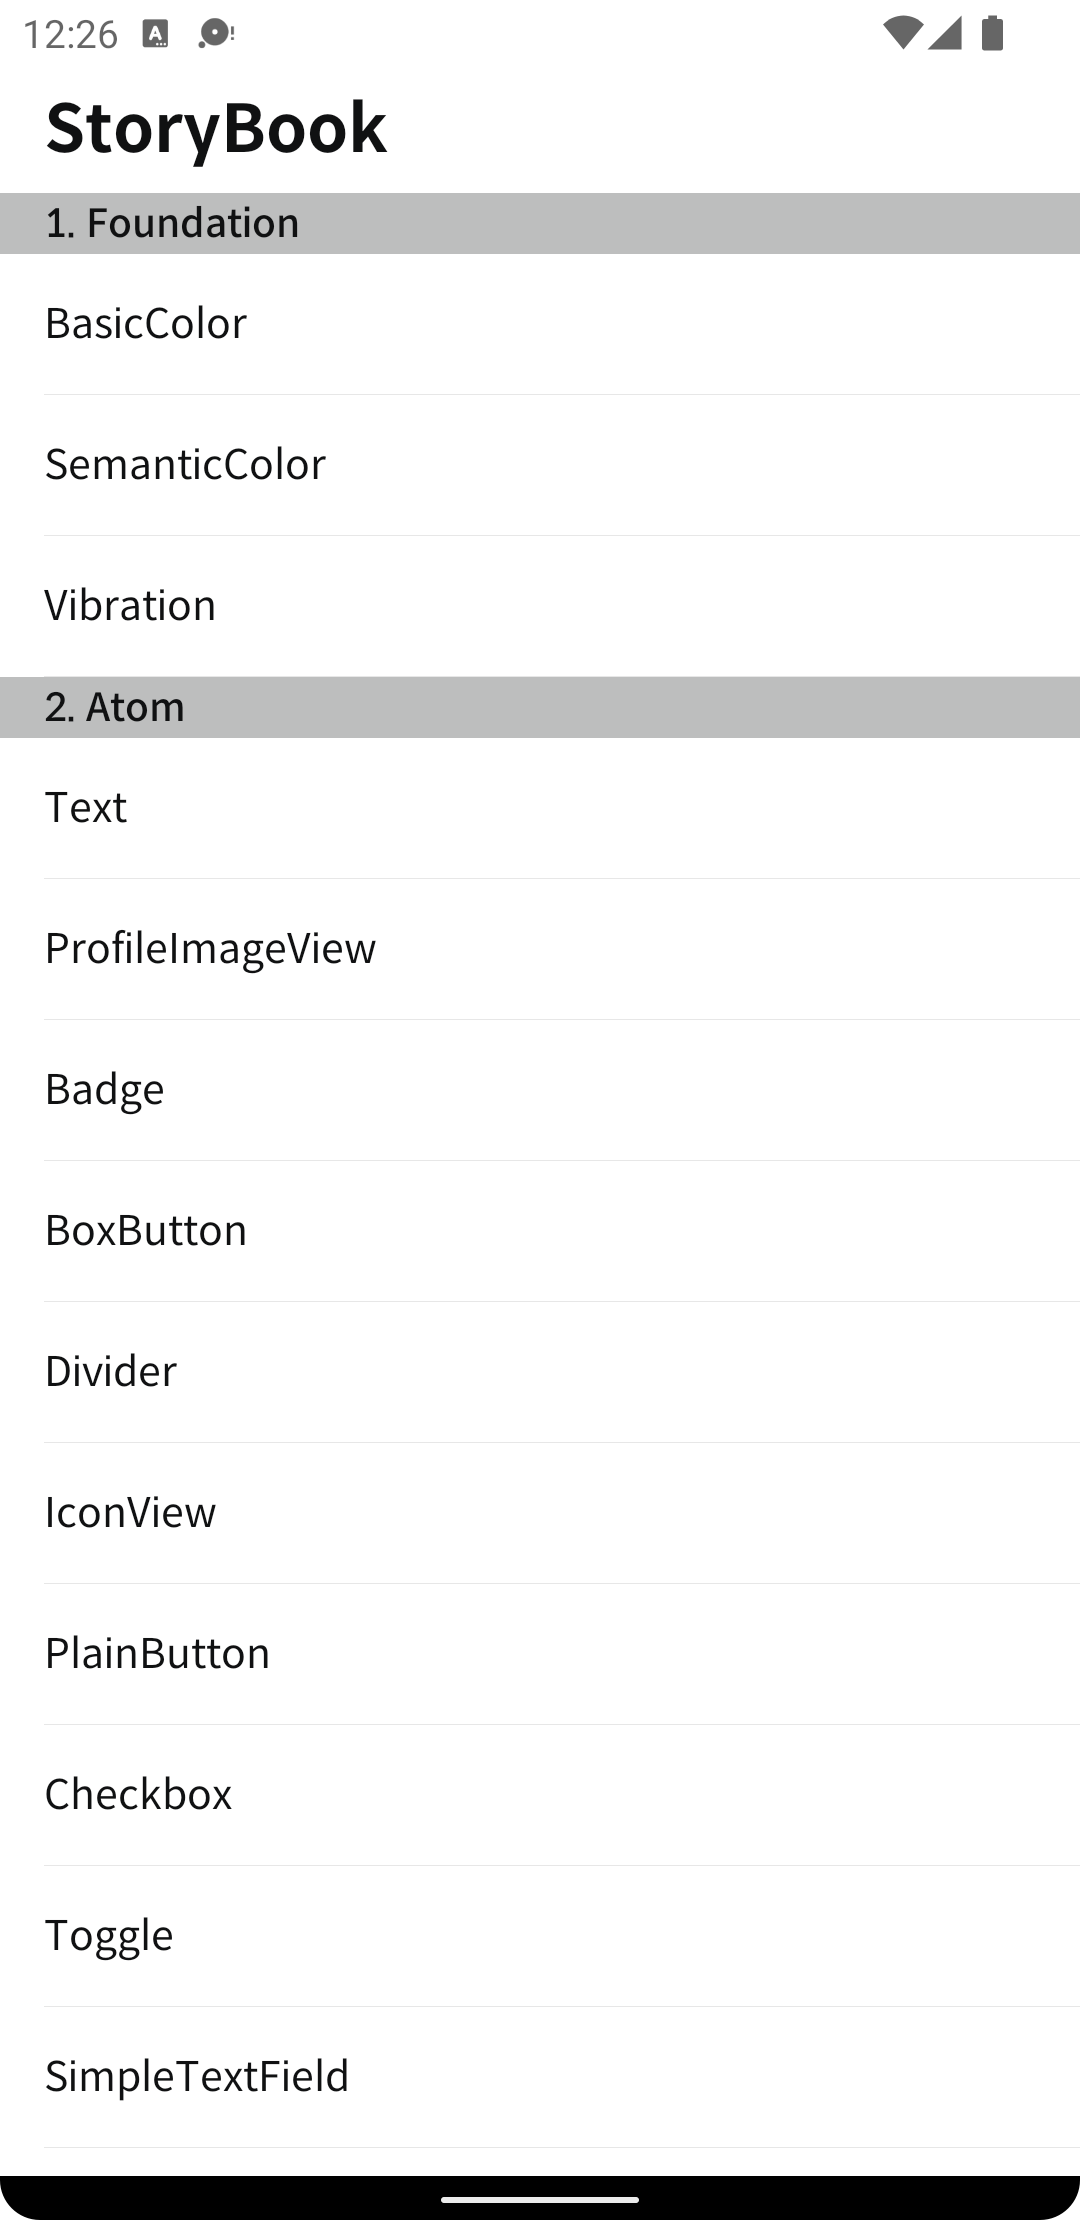 12:26
StoryBook
1. Foundation
BasicColor
SemanticColor
Vibration
2. Atom
Text
ProfileImageView
Badge
BoxButton
Divider
IconView
PlainButton
Checkbox
Toggle
SimpleTextField